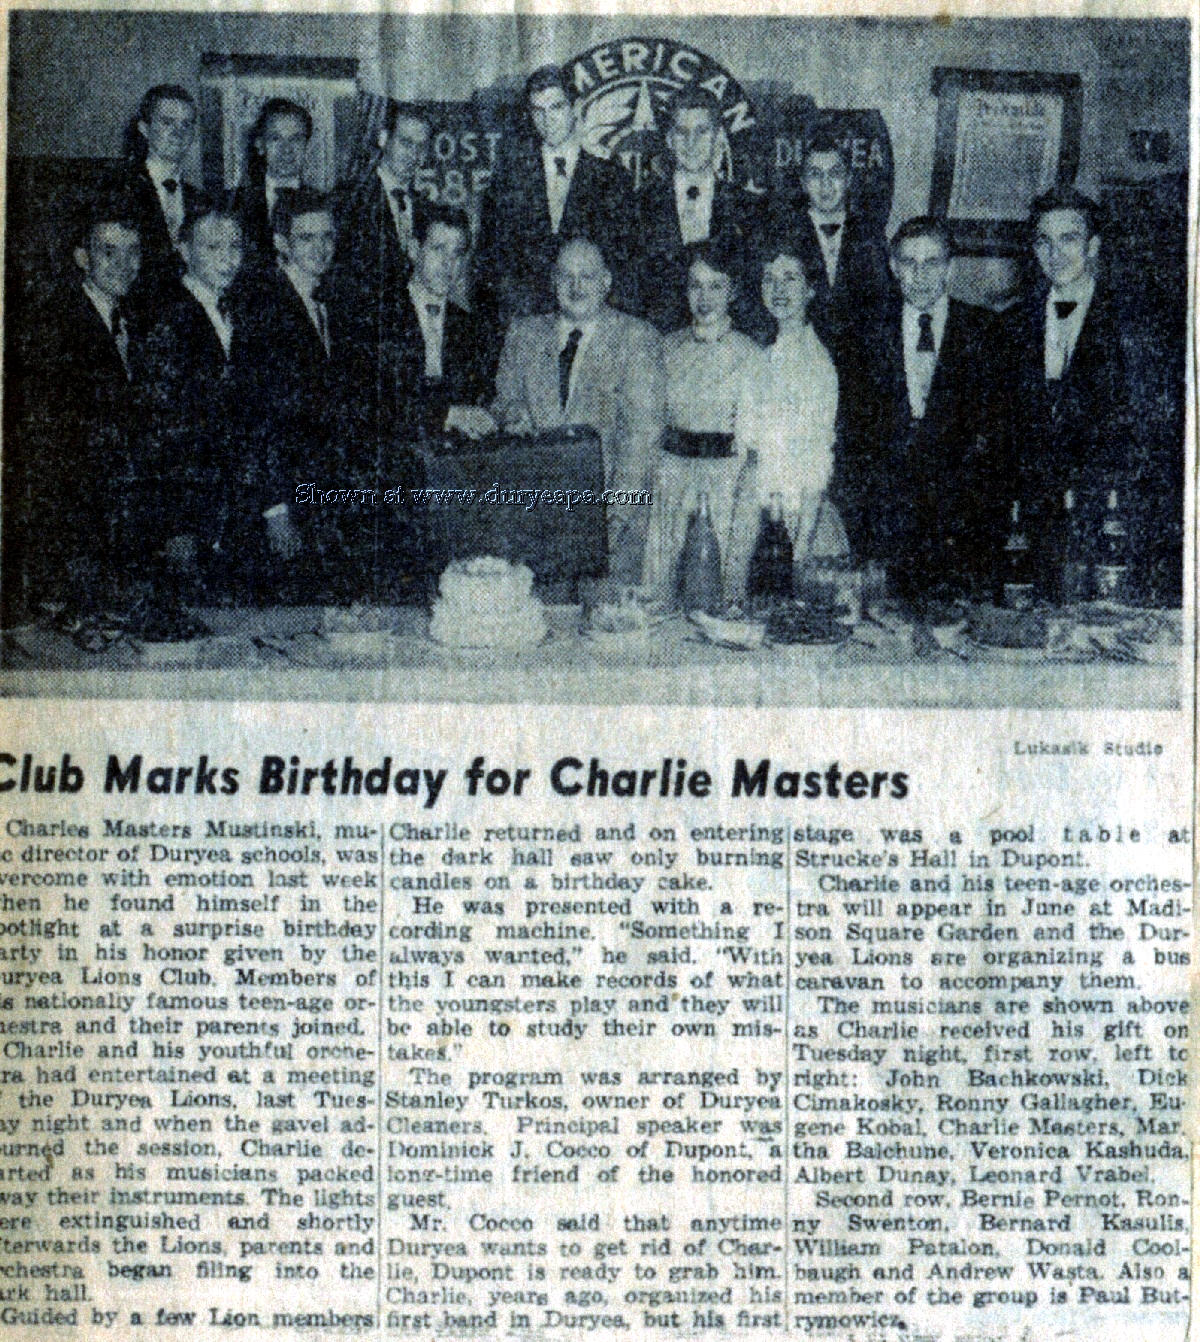 AMERICAN
POST
585
DURYEA
Shown at www.duryeapa.com
Lukasik Studio
Club Marks Birthday for Charlie Masters
Charles Masters Mustinski, mu-
ic director of Duryea schools, was
vercome with emotion last week
hen he found himself in the
potlight at a surprise birthday
arty in his honor given by the
uryea Lions Club. Members of
is nationally famous teen-age or-
hestra and their parents joined.
Charlie and his youthful orche-
ra had entertained at a meeting
f the Duryea Lions, last Tues-
ay night and when the gavel ad-
ourned the session, Charlie de-
arted as his musicians packed
way their instruments. The lights
ere extinguished and shortly
fterwards the Lions, parents and
rchestra began filing into the
ark hall.
Guided by a few Lion members
Charlie returned and on entering
the dark hall saw only burning
candles on a birthday cake.
He was presented with a re-
cording machine. "Something I
always wanted," he said. "With
this I can make records of what
the youngsters play and they will
be able to study their own mis-
takes."
The program was arranged by
Stanley Turkos, owner of Duryea
Cleaners. Principal speaker was
Dominick J. Cocco of Dupont, a
long-time friend of the honored
guest.
Mr. Cocco said that anytime
Duryea wants to get rid of Char-
lie, Dupont is ready to grab him.
Charlie, years ago, organized his
first band in Duryea, but his first
stage was a pool table at
Strucke's Hall in Dupont.
Charlie and his teen-age orches-
tra will appear in June at Madi-
son Square Garden and the Dur-
yea Lions are organizing a bus
caravan to accompany them.
The musicians are shown above
as Charlie received his gift on
Tuesday night, first row, left to
right: John Bachkowski, Dick
Cimakosky, Ronny Gallagher, Eu-
gene Kobal, Charlie Masters, Mar-
tha Balchune, Veronica Kashuda,
Albert Dunay, Leonard Vrabel.
Second row, Bernie Pernot, Ron-
ny Swenton, Bernard Kasulis,
William Patalon, Donald Cool-
baugh and Andrew Wasta. Also a
member of the group is Paul But-
rymowicz.